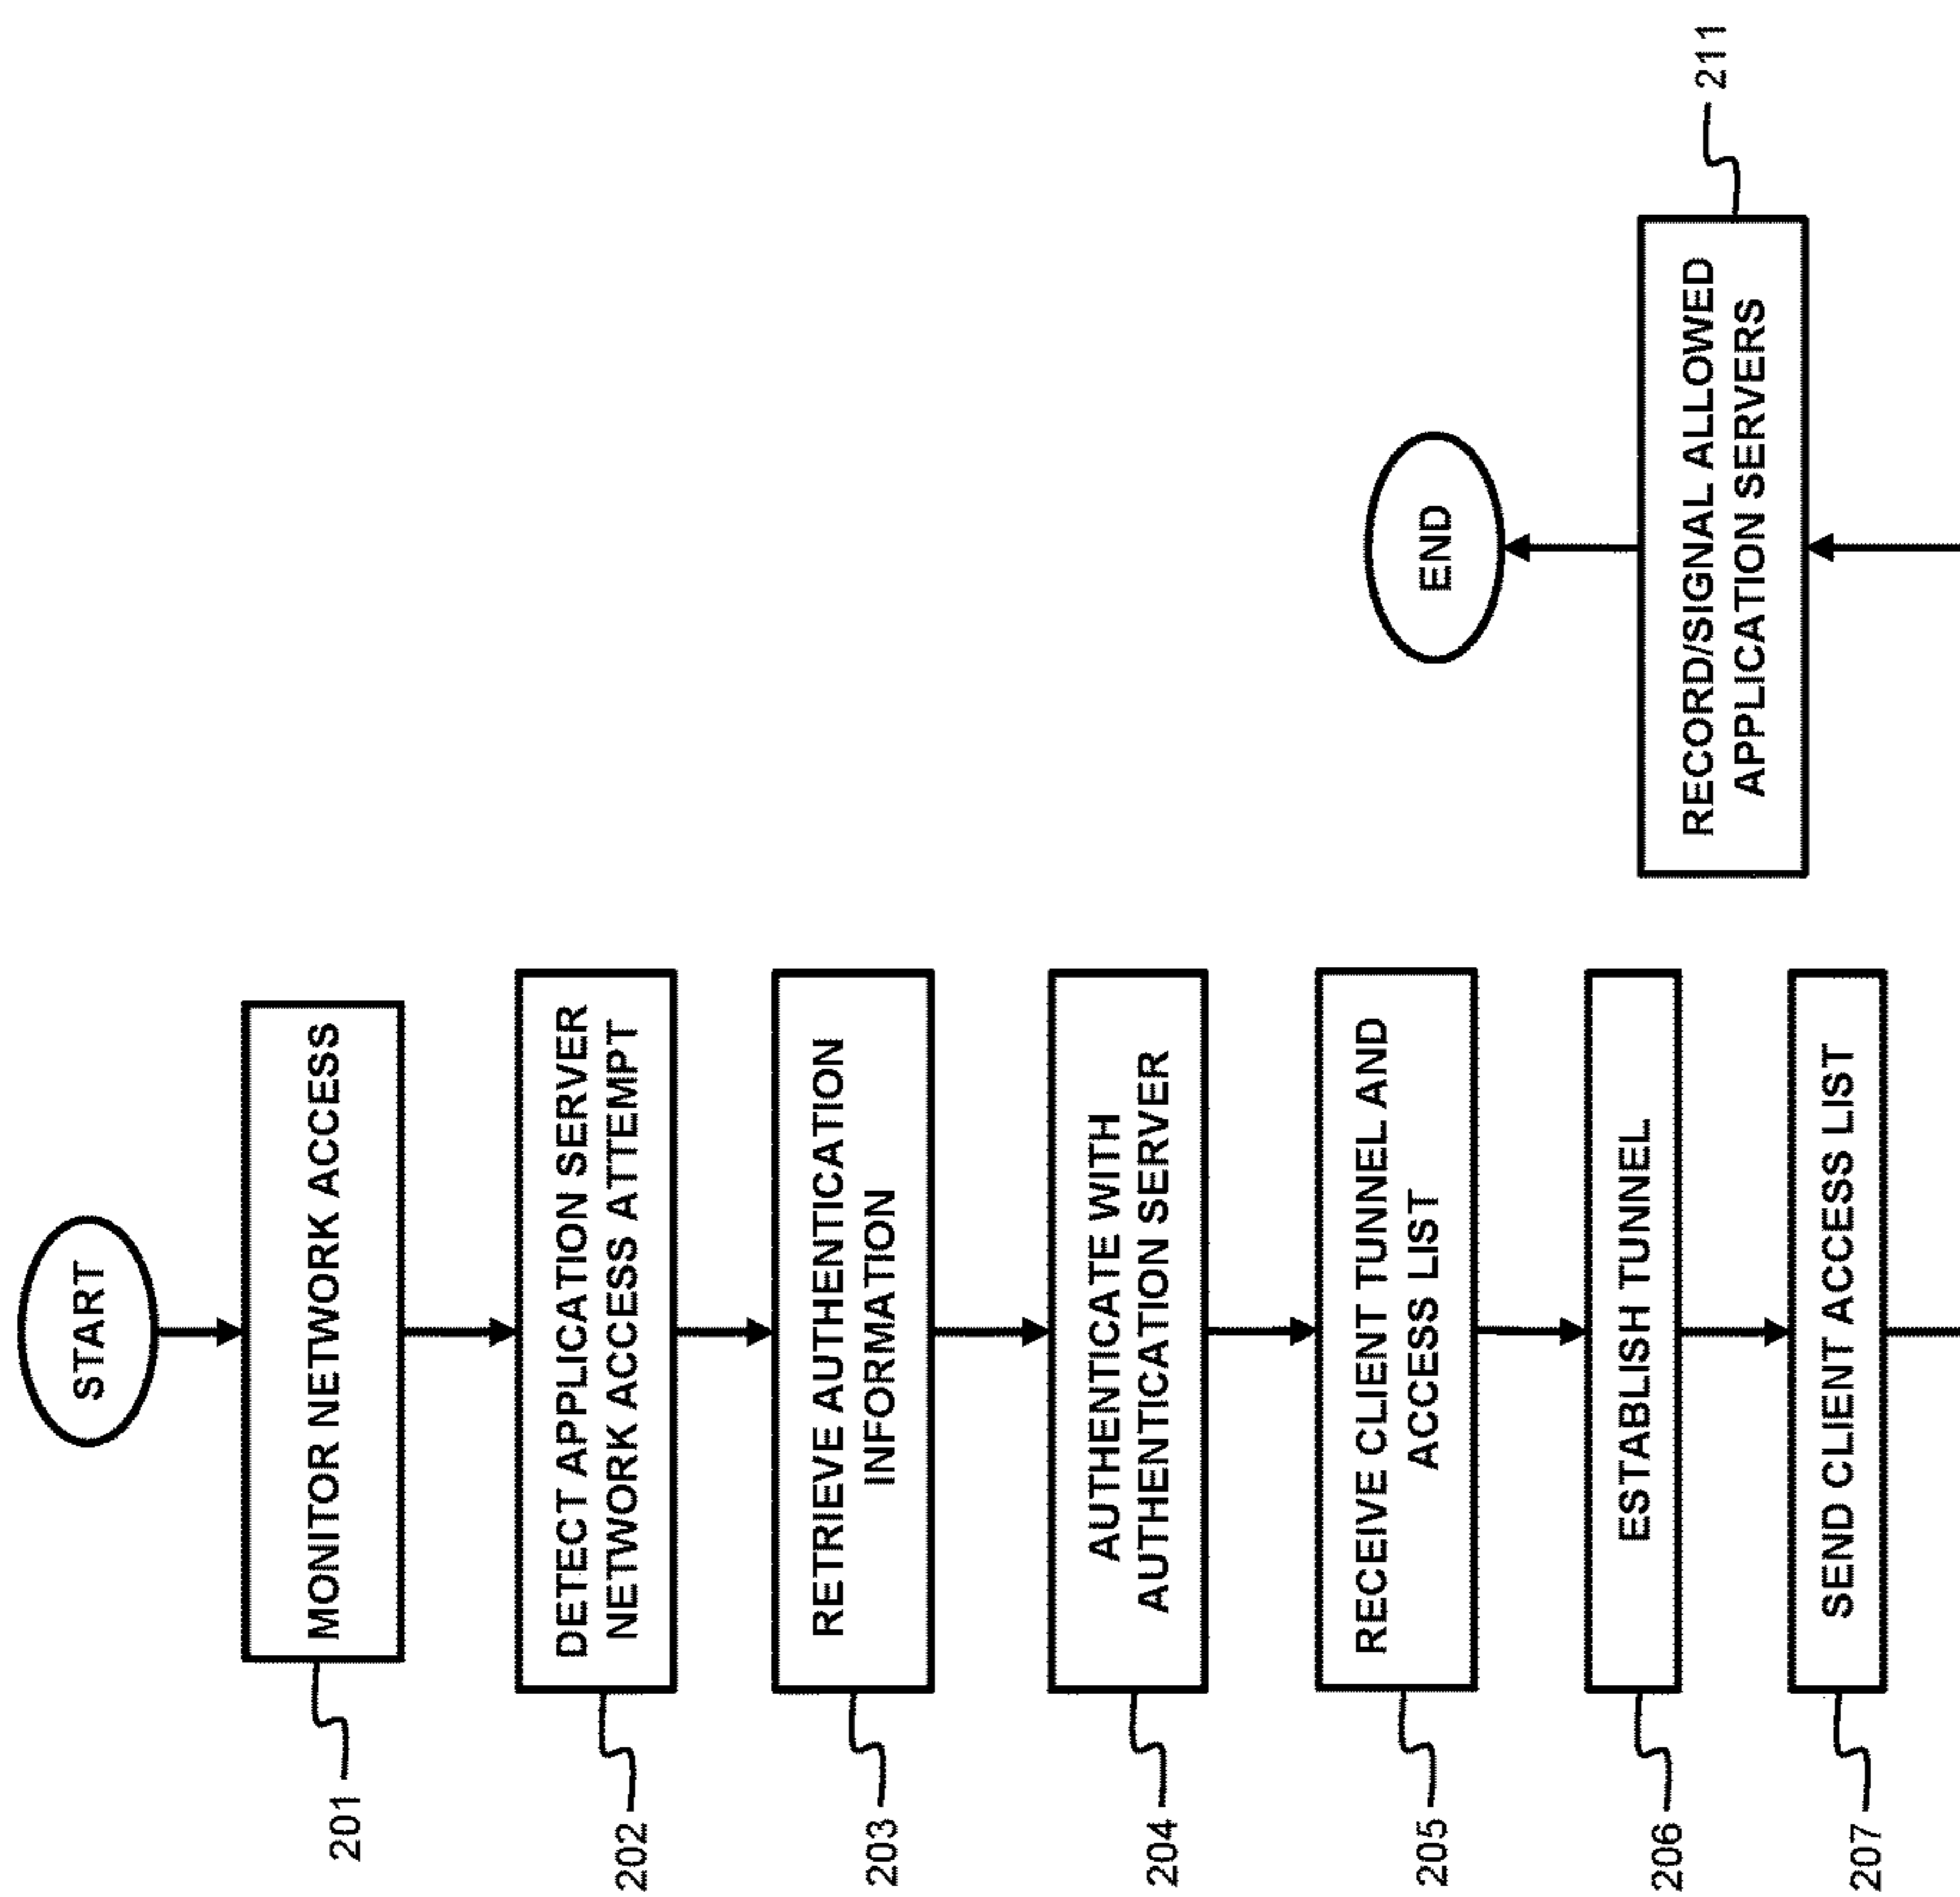 START
MONITOR NETWORK ACCESS
201
DETECT APPLICATION SERVER
NETWORK ACCESS ATTEMPT
202
RETRIEVE AUTHENTICATION
INFORMATION
203
AUTHENTICATE WITH
AUTHENTICATION SERVER
204
RECEIVE CLIENT TUNNEL AND
ACCESS LIST
205
ESTABLISH TUNNEL
206
SEND CLIENT ACCESS LIST
207
END
RECORD/SIGNAL ALLOWED
APPLICATION SERVERS
211